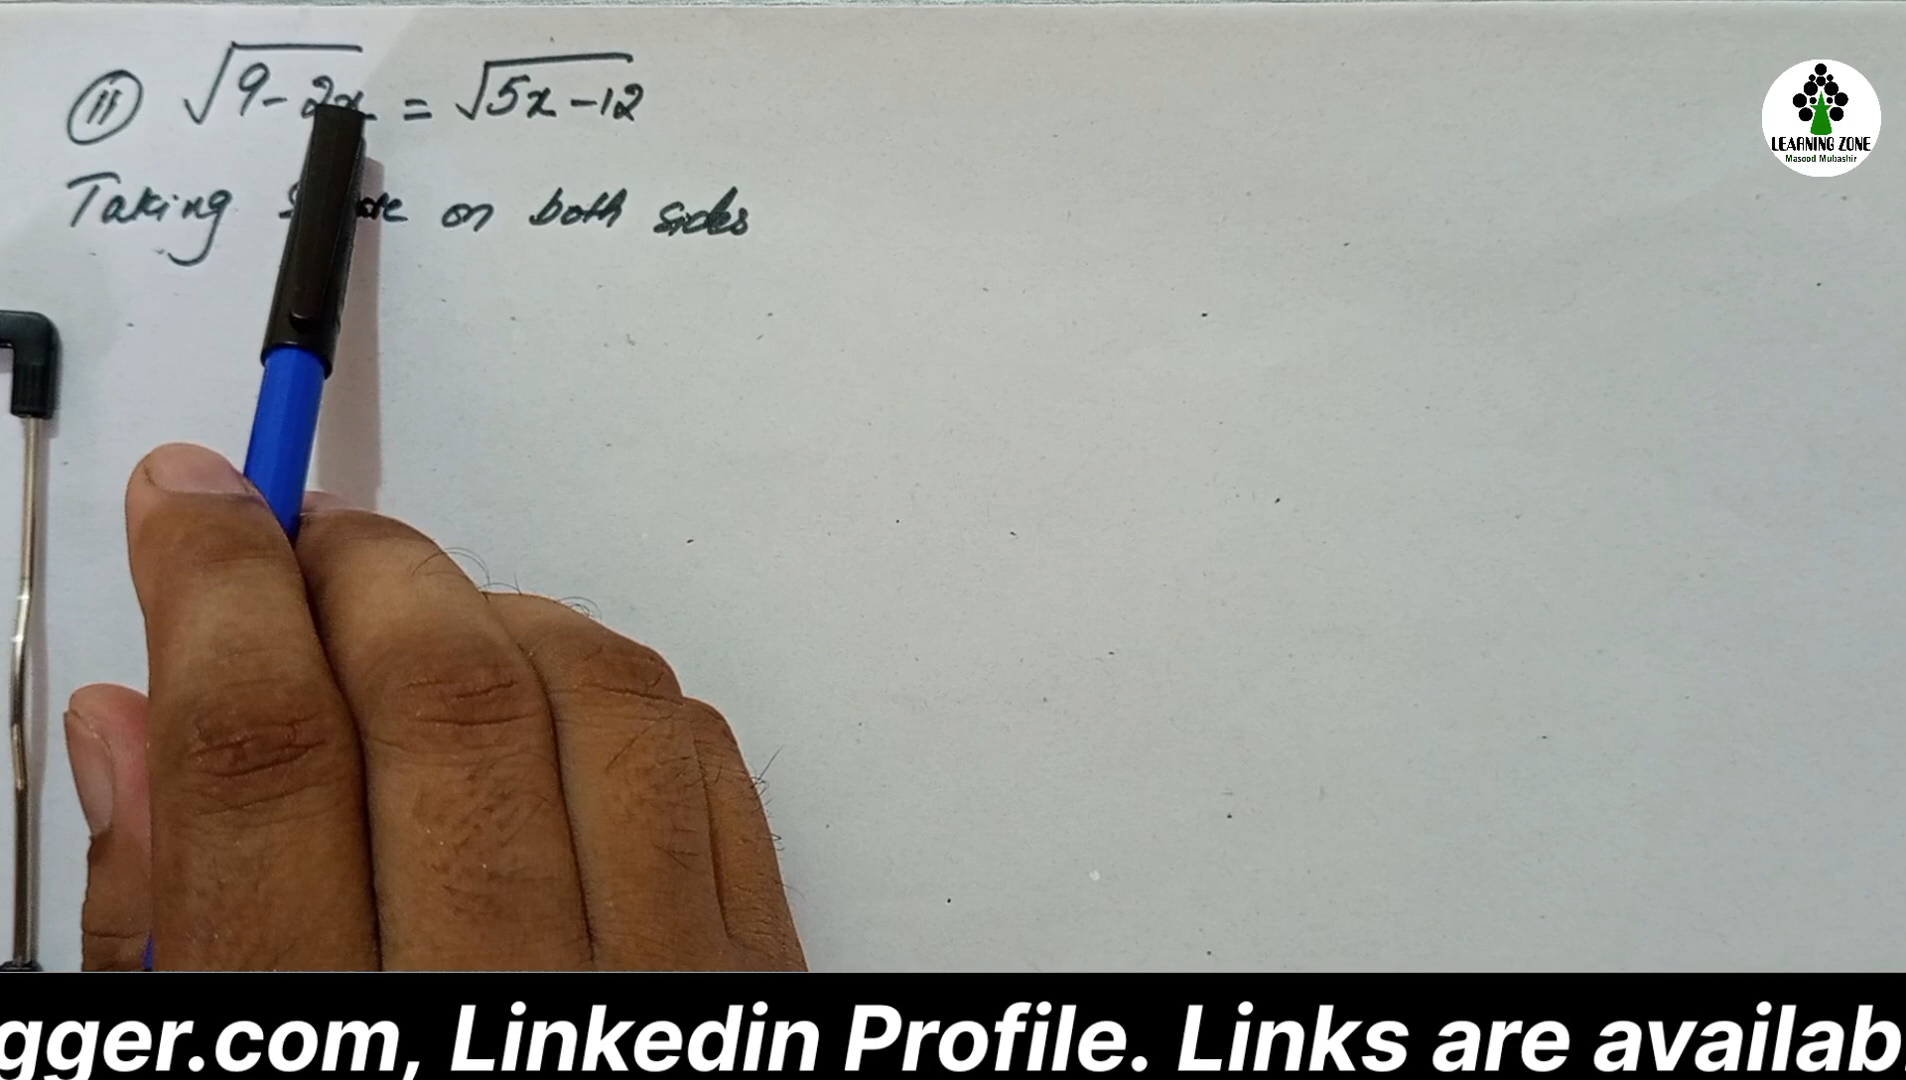 ii √9-2x = √5x-12
Taking on both sides
LEARNING ZONE
Masood Mubashir
gger.com, Linkedin Profile. Links are availab